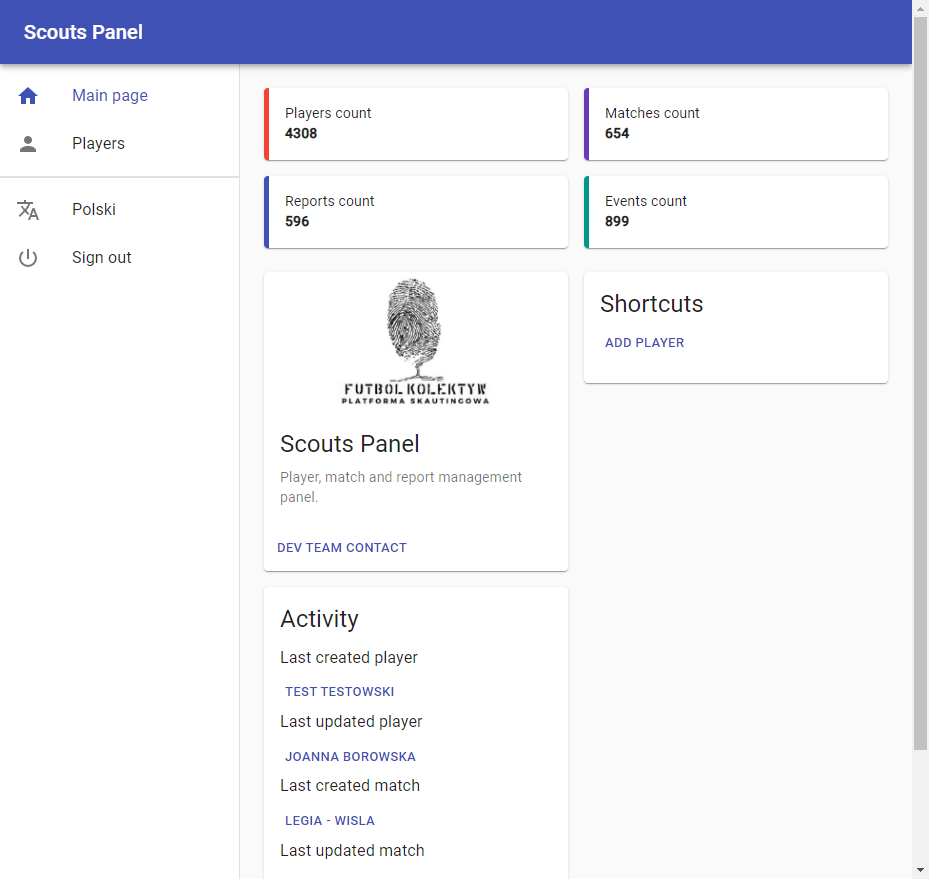 Scouts Panel
Main page
Players
Polski
Sign out
Players count
4308
Matches count
654
Reports count
596
Events count
899
FUTBOL KOLEKTYW
PLATFORMA SKAUTINGOWA
Scouts Panel
Player, match and report management
panel.
DEV TEAM CONTACT
Shortcuts
ADD PLAYER
Activity
Last created player
TEST TESTOWSKI
Last updated player
JOANNA BOROWSKA
Last created match
LEGIA - WISLA
Last updated match